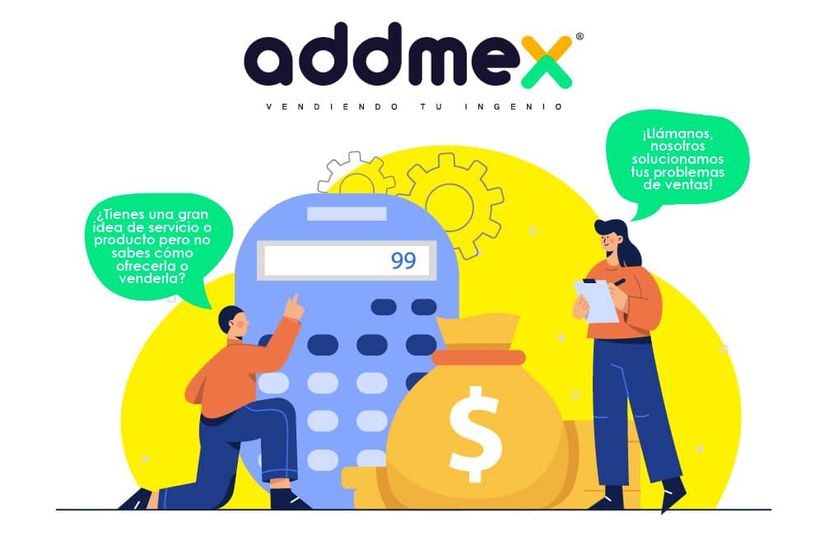 addmex®
VENDIENDO TU INGENIO
¡Llámanos,
nosotros
solucionamos
tus problemas
de ventas!
¿Tienes una gran
idea de servicio o
producto pero no
sabes cómo
ofrecerla o
venderla?
99
$